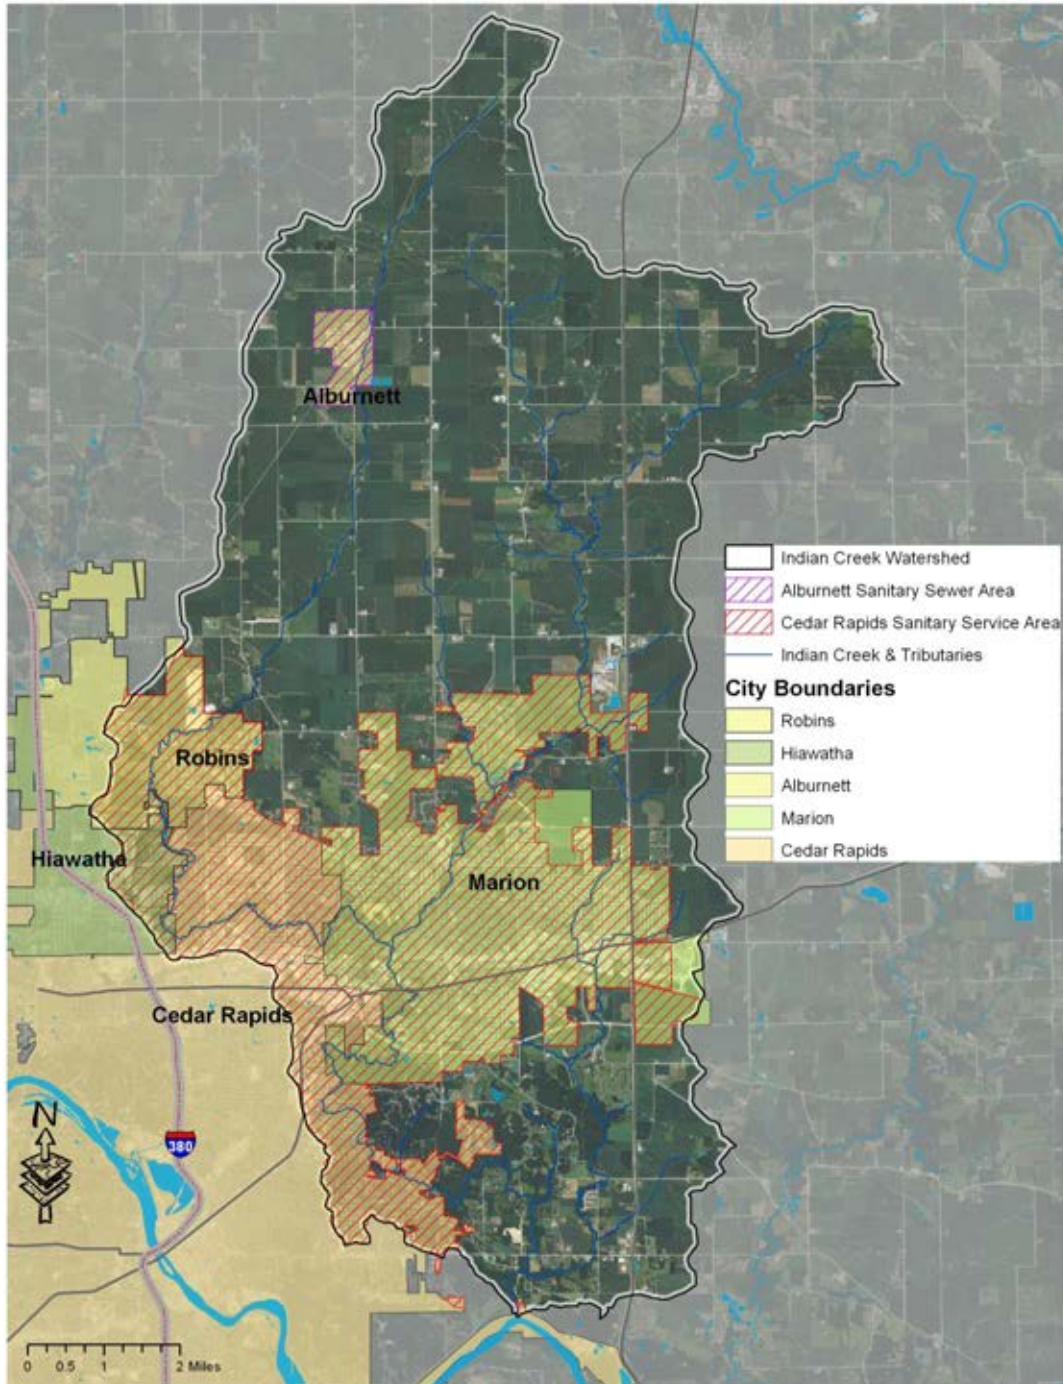 Alburnett
Indian Creek Watershed
Alburnett Sanitary Sewer Area
Cedar Rapids Sanitary Service Area
Indian Creek & Tributaries
City Boundaries
Robins
Hiawatha
Alburnett
Marion
Cedar Rapids
Robins
Hiawatha
Marion
Cedar Rapids
N
380
0 0.5 1 2 Miles